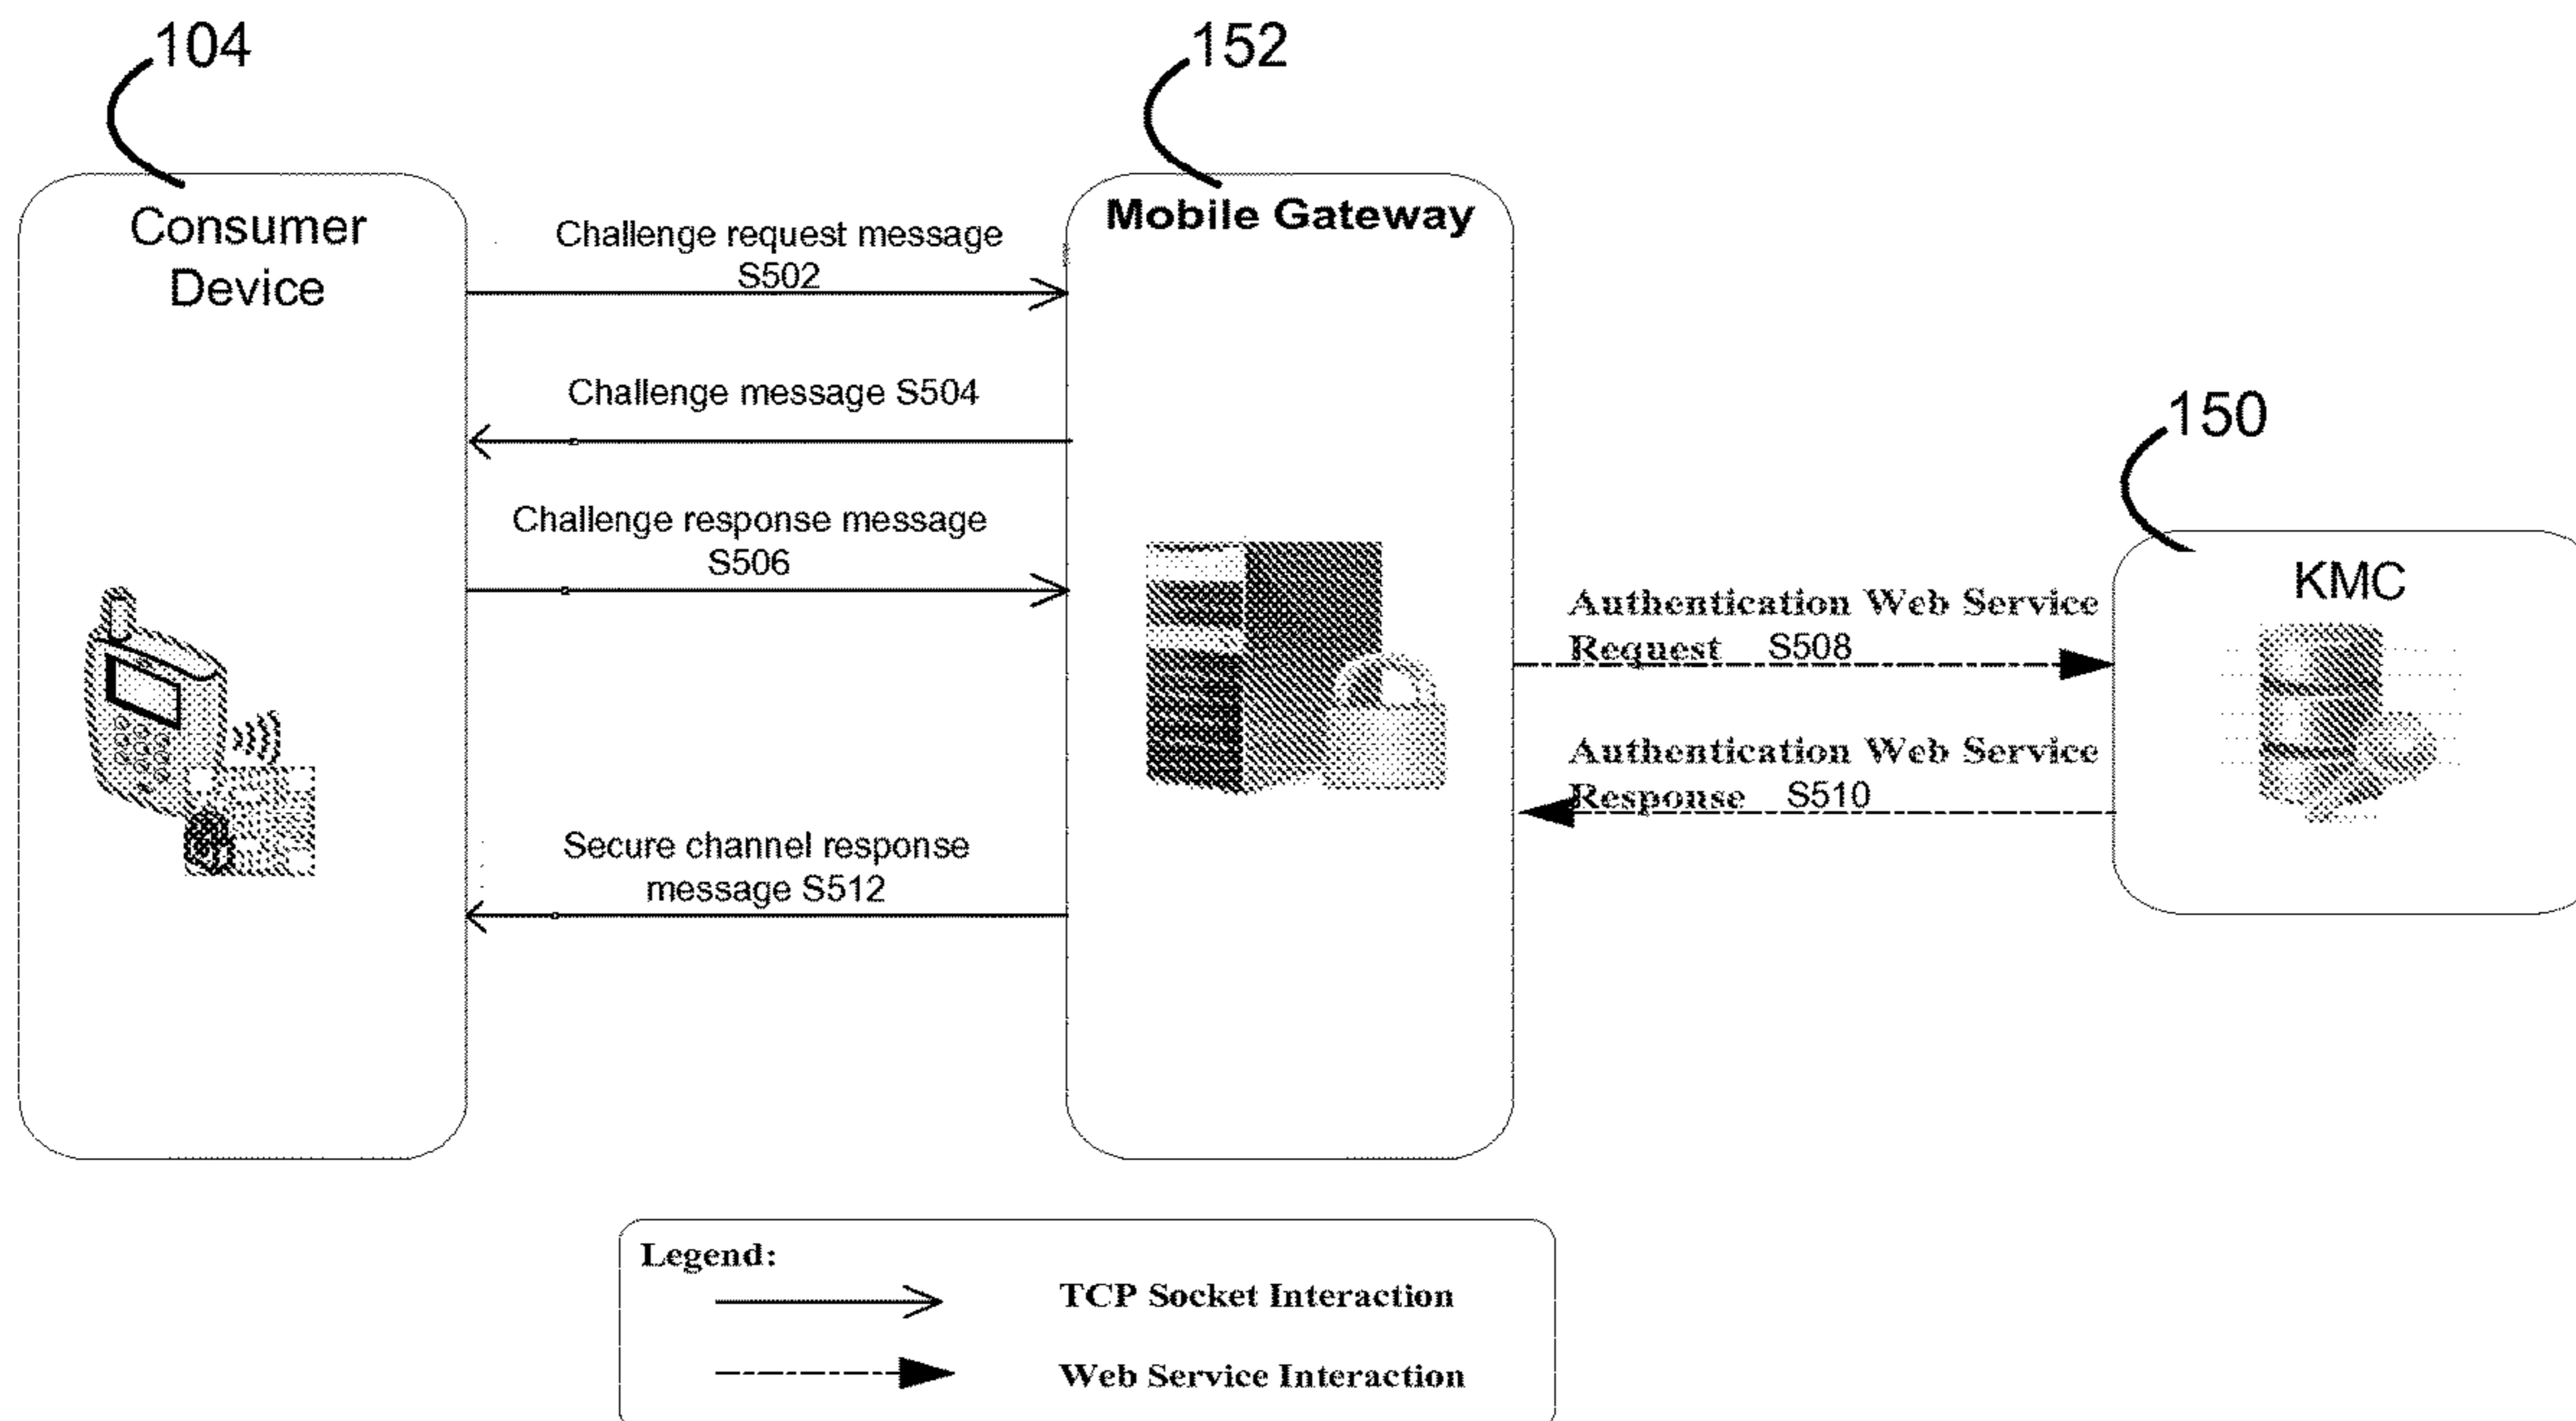 104
152
Consumer
Device
Mobile Gateway
Challenge request message
S502
Challenge message S504
150
Challenge response message
S506
KMC
Authentication Web Service
Request S508
Authentication Web Service
Response S510
Secure channel response
message S512
Legend:
TCP Socket Interaction
Web Service Interaction